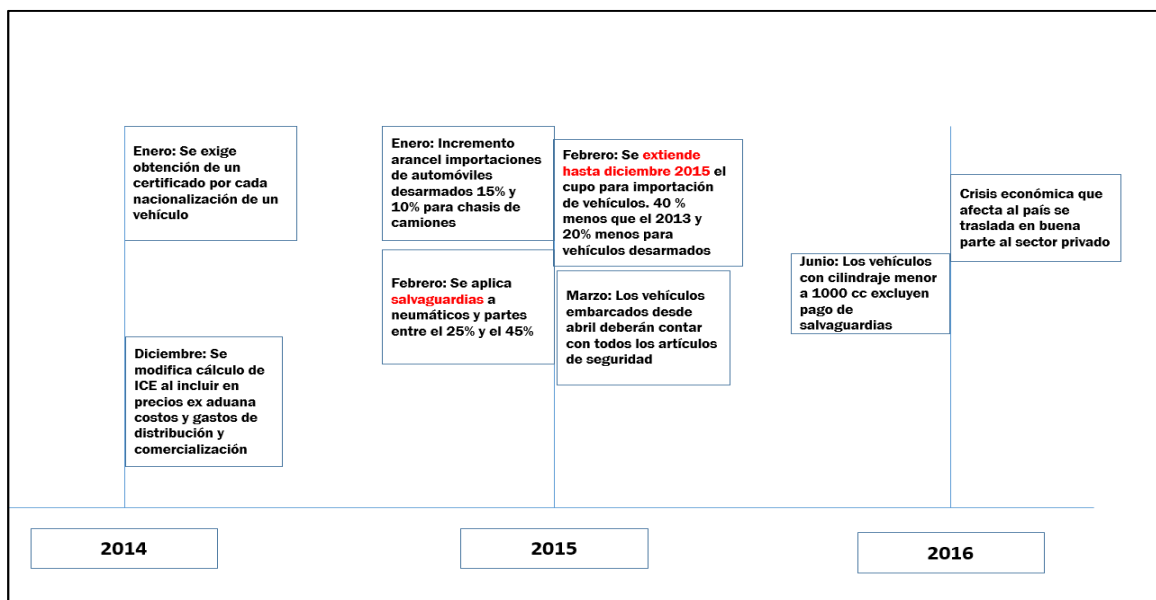 Enero: Se exige
obtención de un
certificado por cada
nacionalización de un
vehículo
Diciembre: Se
modifica cálculo de
ICE al incluir en
precios ex aduana
costos y gastos de
distribución y
comercialización
Enero: Incremento
arancel importaciones
de automóviles
desarmados 15% y
10% para chasis de
camiones
Febrero: Se aplica
salvaguardias a
neumáticos y partes
entre el 25% y el 45%
Febrero: Se extiende
hasta diciembre 2015 el
cupo para importación
de vehículos. 40 %
menos que el 2013 y
20% menos para
vehículos desarmados
Marzo: Los vehículos
embarcados desde
abril deberán contar
con todos los artículos
de seguridad
Junio: Los vehículos
con cilindraje menor
a 1000 cc excluyen
pago de
salvaguardias
Crisis económica que
afecta al país se
traslada en buena
parte al sector privado
2014
2015
2016